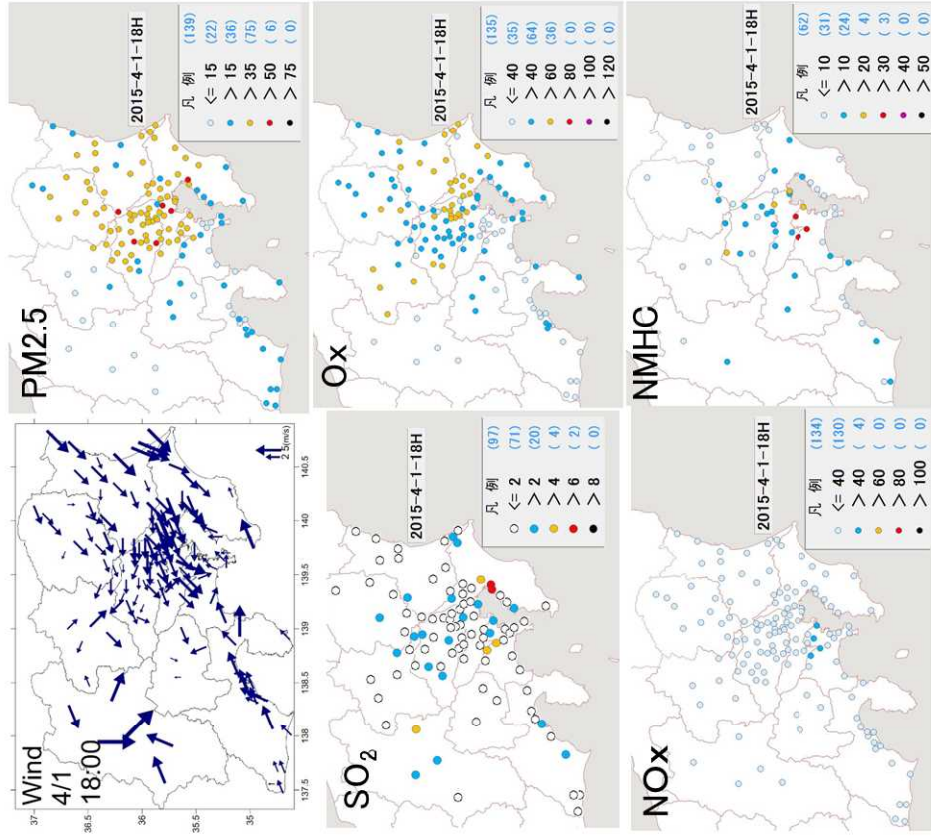 Wind
4/1
18:00
37
36.5
36
35.5
35
137.5
138
138.5
139
139.5
140
140.5
2.5(m/s)
PM2.5
2015-4-1-18H
凡 例 (139)
<= 15 (22)
> 15 (36)
> 35 (75)
> 50 ( 6)
> 75 ( 0)
SO₂
2015-4-1-18H
凡 例 (97)
<= 2 (71)
> 2 (20)
> 4 ( 4)
> 6 ( 2)
> 8 ( 0)
Ox
2015-4-1-18H
凡 例 (135)
<= 40 (35)
> 40 (64)
> 60 (36)
> 80 ( 0)
> 100 ( 0)
> 120 ( 0)
NOx
2015-4-1-18H
凡 例 (134)
<= 40 (130)
> 40 ( 4)
> 60 ( 0)
> 80 ( 0)
> 100 ( 0)
NMHC
2015-4-1-18H
凡 例 (62)
<= 10 (31)
> 10 (24)
> 20 ( 4)
> 30 ( 3)
> 40 ( 0)
> 50 ( 0)